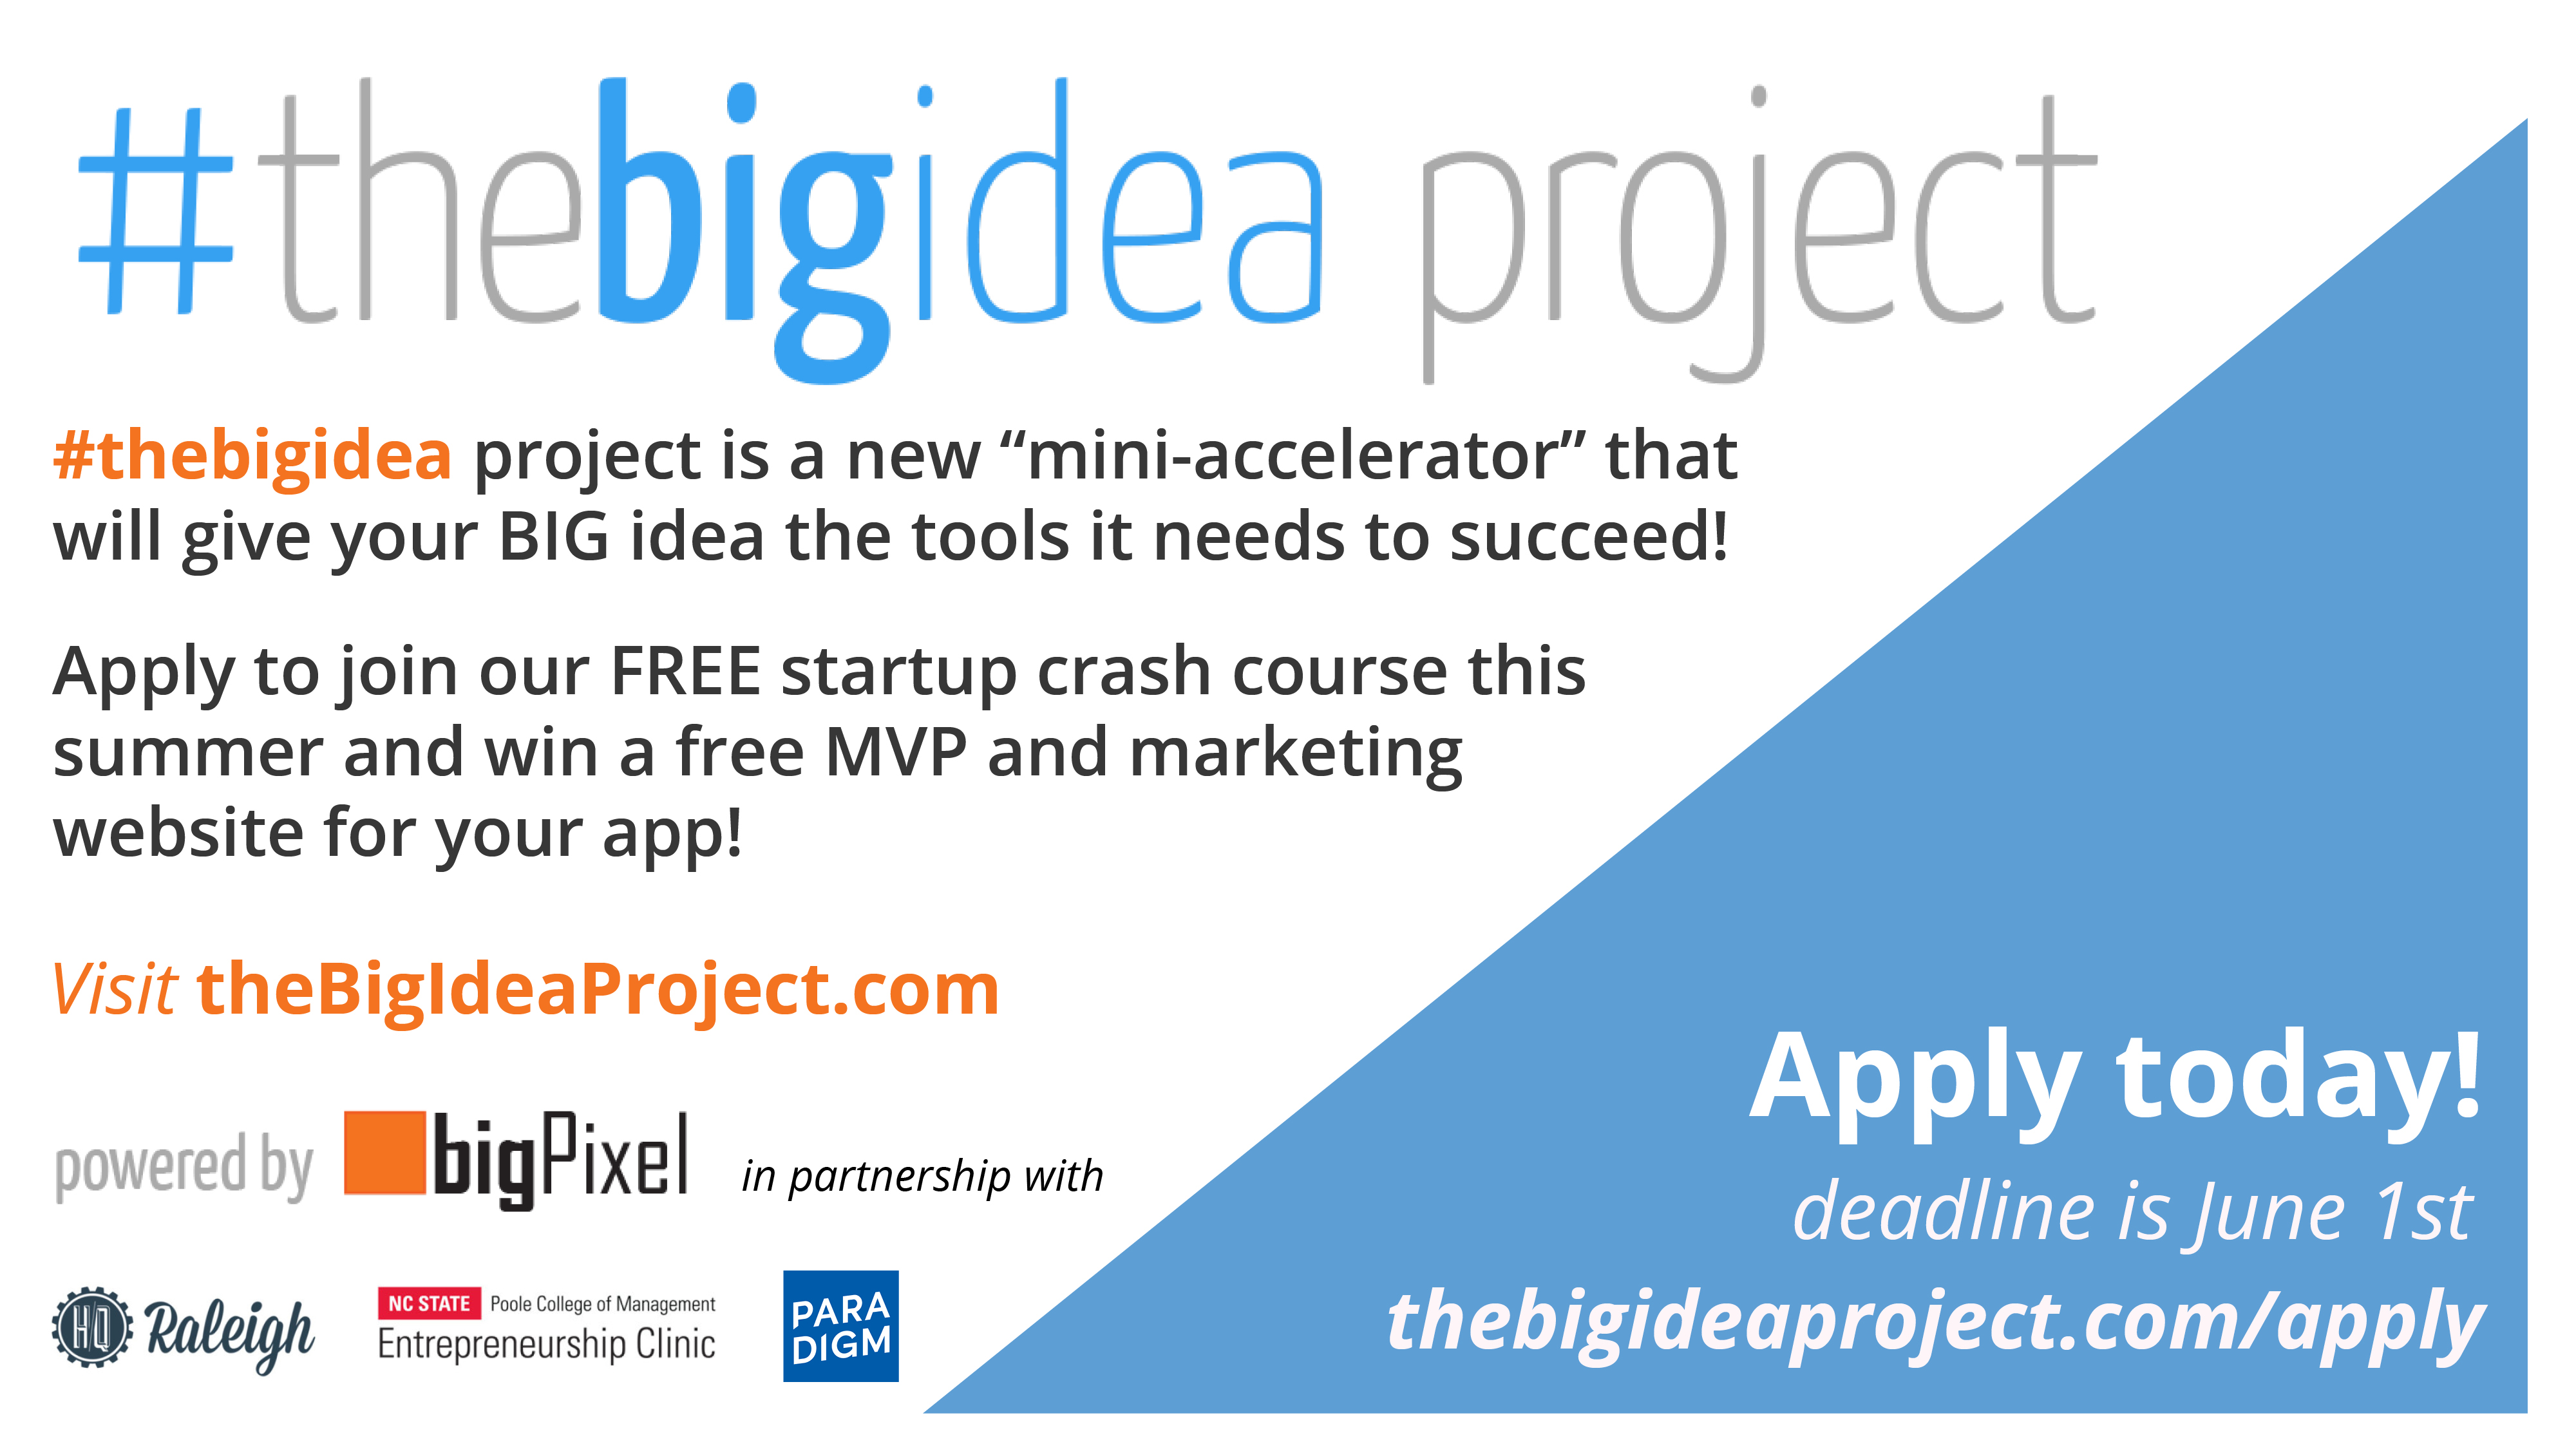 #thebigidea project
#thebigidea project is a new “mini-accelerator” that
will give your BIG idea the tools it needs to succeed!
Apply to join our FREE startup crash course this
summer and win a free MVP and marketing
website for your app!
Visit theBigIdeaProject.com
powered by bigPixel in partnership with
HQ Raleigh
NC STATE Poole College of Management
Entrepreneurship Clinic
PARA
DIGM
Apply today!
deadline is June 1st
thebigideaproject.com/apply